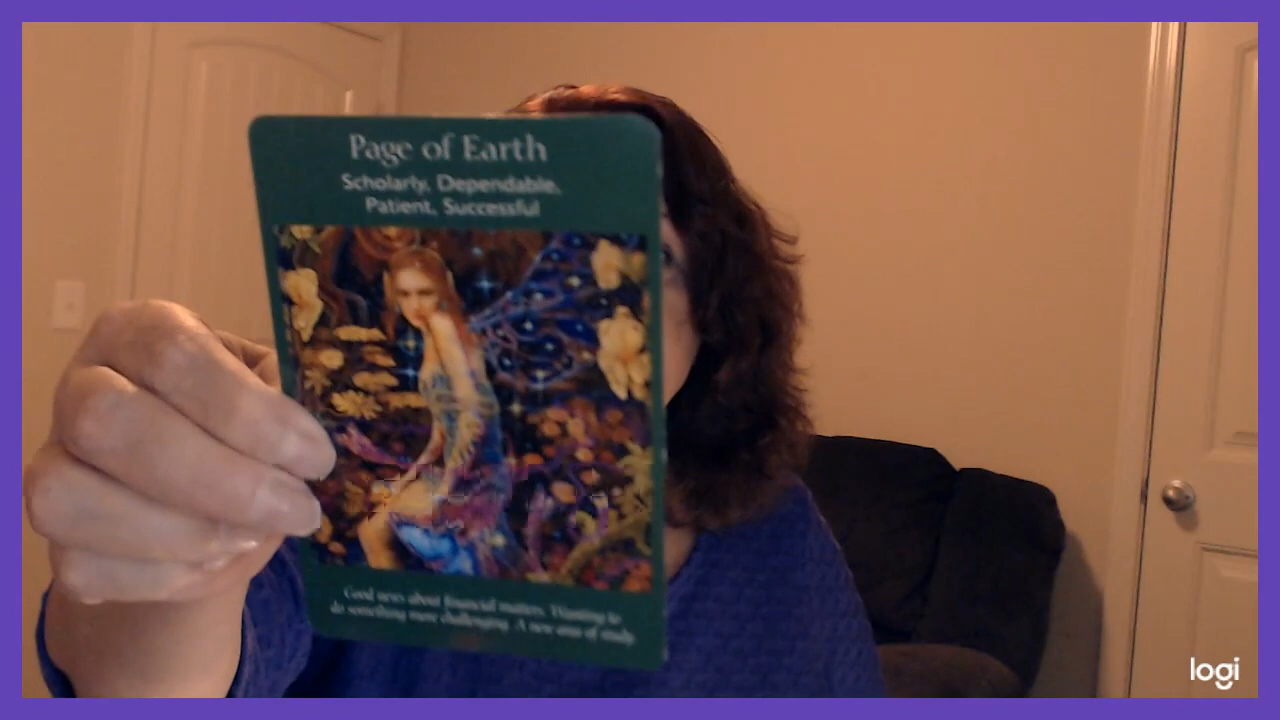 Page of Earth
Scholarly, Dependable,
Patient, Successful
Good news about financial matters. Wanting to
do something more challenging. A new area of study.
logi